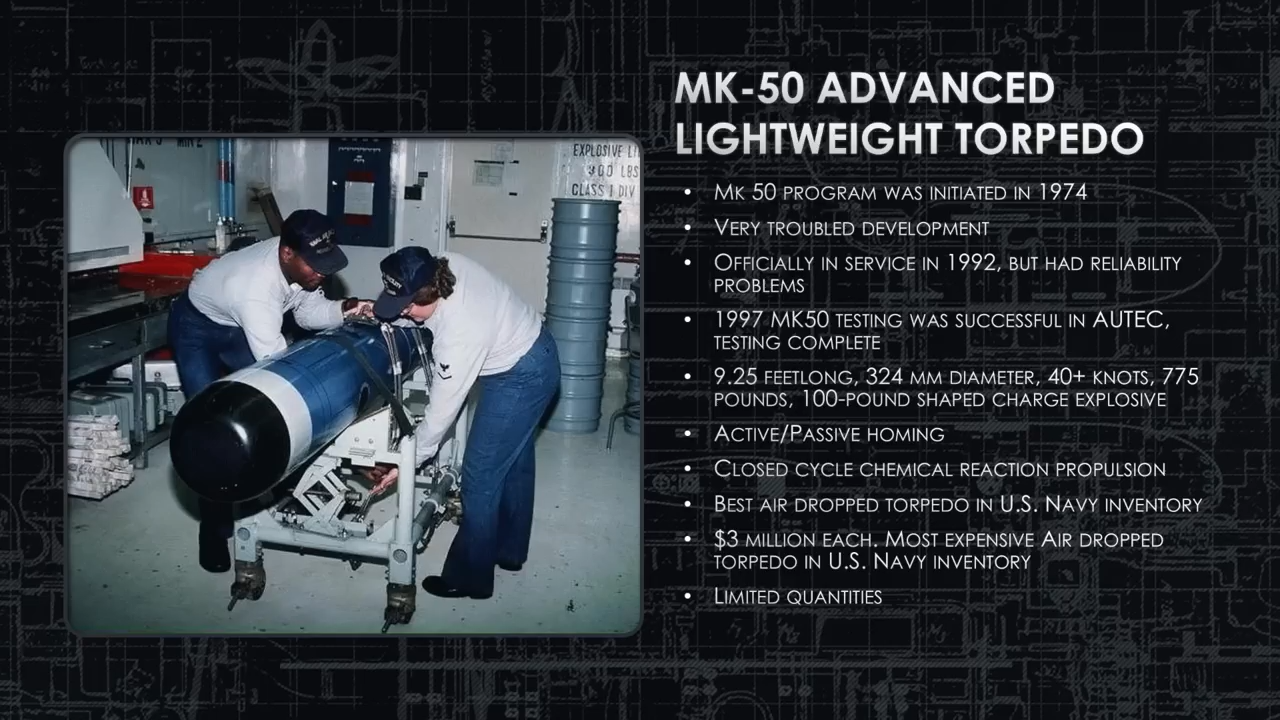 MK-50 ADVANCED
LIGHTWEIGHT TORPEDO
• MK 50 PROGRAM WAS INITIATED IN 1974
• VERY TROUBLED DEVELOPMENT
• OFFICIALLY IN SERVICE IN 1992, BUT HAD RELIABILITY
PROBLEMS
• 1997 MK50 TESTING WAS SUCCESSFUL IN AUTEC,
TESTING COMPLETE
• 9.25 FEETLONG, 324 MM DIAMETER, 40+ KNOTS, 775
POUNDS, 100-POUND SHAPED CHARGE EXPLOSIVE
• ACTIVE/PASSIVE HOMING
• CLOSED CYCLE CHEMICAL REACTION PROPULSION
• BEST AIR DROPPED TORPEDO IN U.S. NAVY INVENTORY
• $3 MILLION EACH. MOST EXPENSIVE AIR DROPPED
TORPEDO IN U.S. NAVY INVENTORY
• LIMITED QUANTITIES
EXPLOSIVE LI
LBS
CLASS 1 DIV